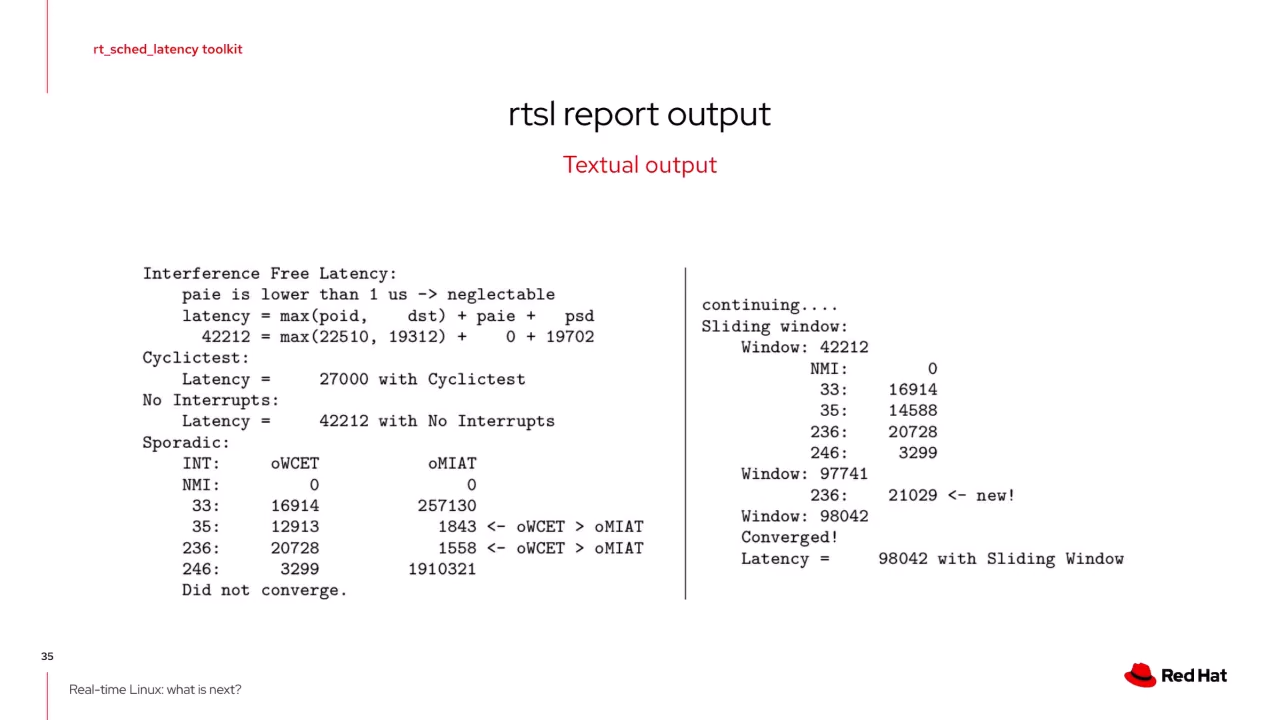 rt_sched_latency toolkit
rtsl report output
Textual output
Interference Free Latency:
paie is lower than 1 us -> neglectable
latency = max(poid, dst) + paie + psd
42212 = max(22510, 19312) + 0 + 19702
Cyclictest:
Latency = 27000 with Cyclictest
No Interrupts:
Latency = 42212 with No Interrupts
Sporadic:
INT: oWCET oMIAT
NMI: 0 0
33: 16914 257130
35: 12913 1843 <- oWCET > oMIAT
236: 20728 1558 <- oWCET > oMIAT
246: 3299 1910321
Did not converge.
continuing....
Sliding window:
Window: 42212
NMI: 0
33: 16914
35: 14588
236: 20728
246: 3299
Window: 97741
236: 21029 <- new!
Window: 98042
Converged!
Latency = 98042 with Sliding Window
35
Real-time Linux: what is next?
Red Hat